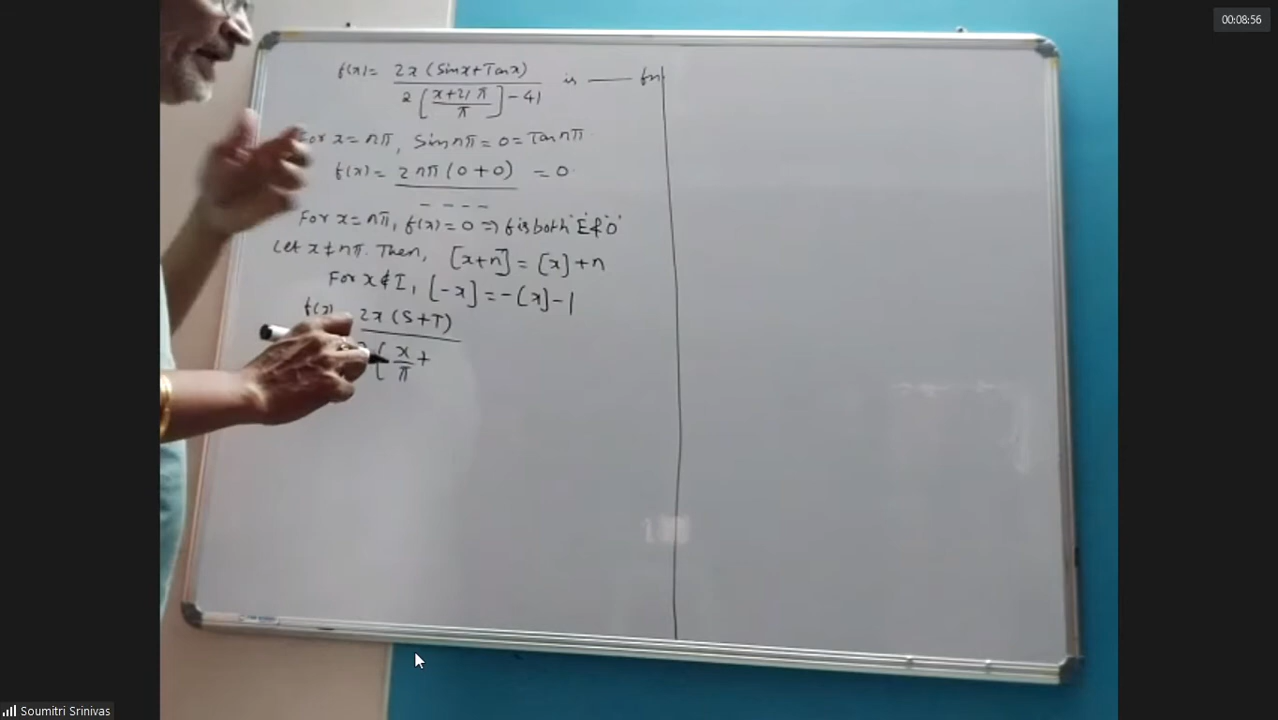 00:08:56
f(x) = 2x (Sinx + Tanx) / 2 [ (x+21π)/π ] - 41 is —— fn
For x = nπ, Sin nπ = 0 = Tan nπ
f(x) = 2nπ (0 + 0) / - - - - = 0
For x = nπ, f(x) = 0 ⇒ f is both 'E' & 'O'
Let x ≠ nπ. Then, [x+n] = [x] + n
For x ∉ I, [-x] = -[x] - 1
f(x) 2x (S+T)
[ x/π +
Soumitri Srinivas